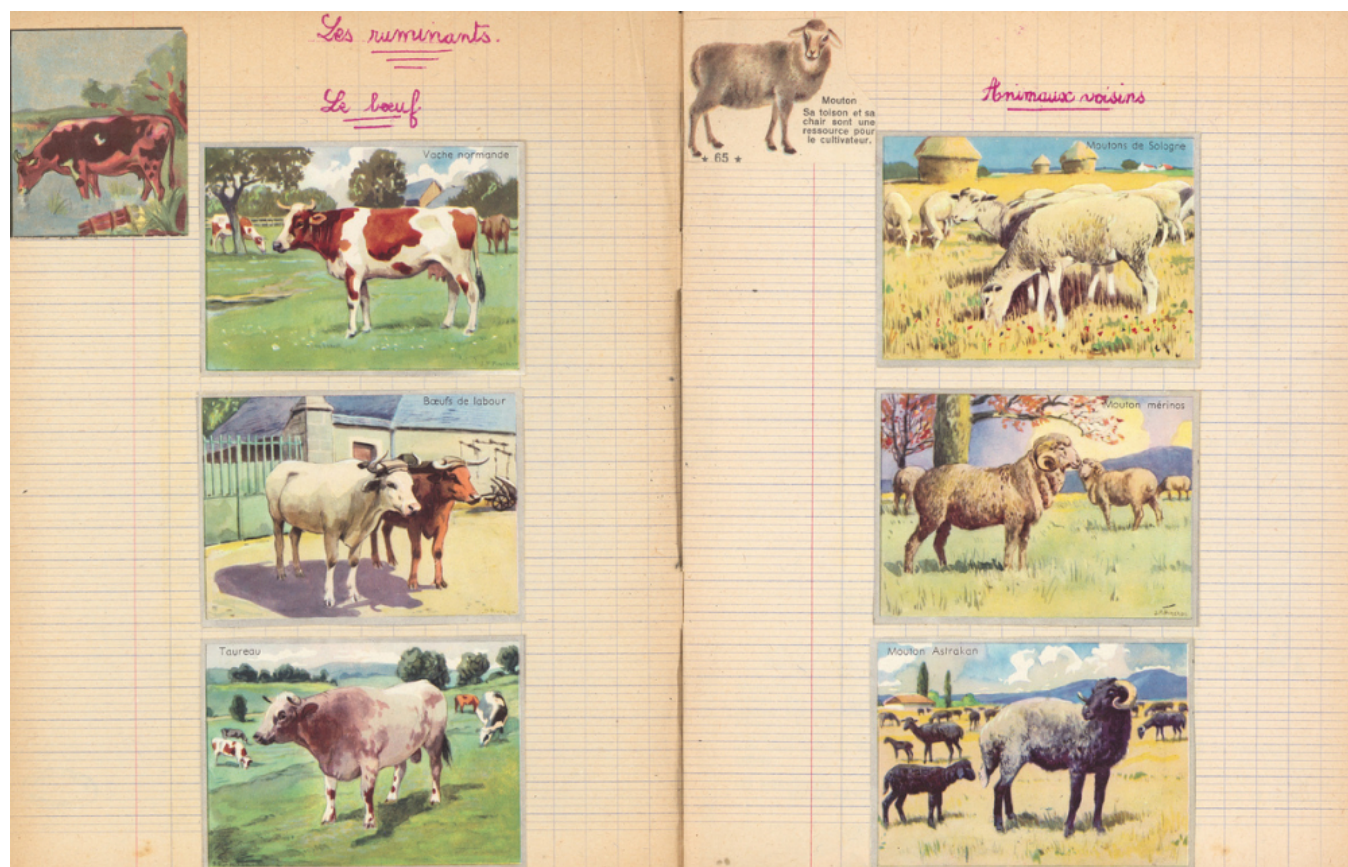 Les ruminants.
Le bœuf
Vache normande
Bœufs de labour
Taureau
Mouton
Sa toison et sa
chair sont une
ressource pour
le cultivateur.
★ 65 ★
Animaux voisins
Moutons de Sologne
Mouton mérinos
Mouton Astrakan